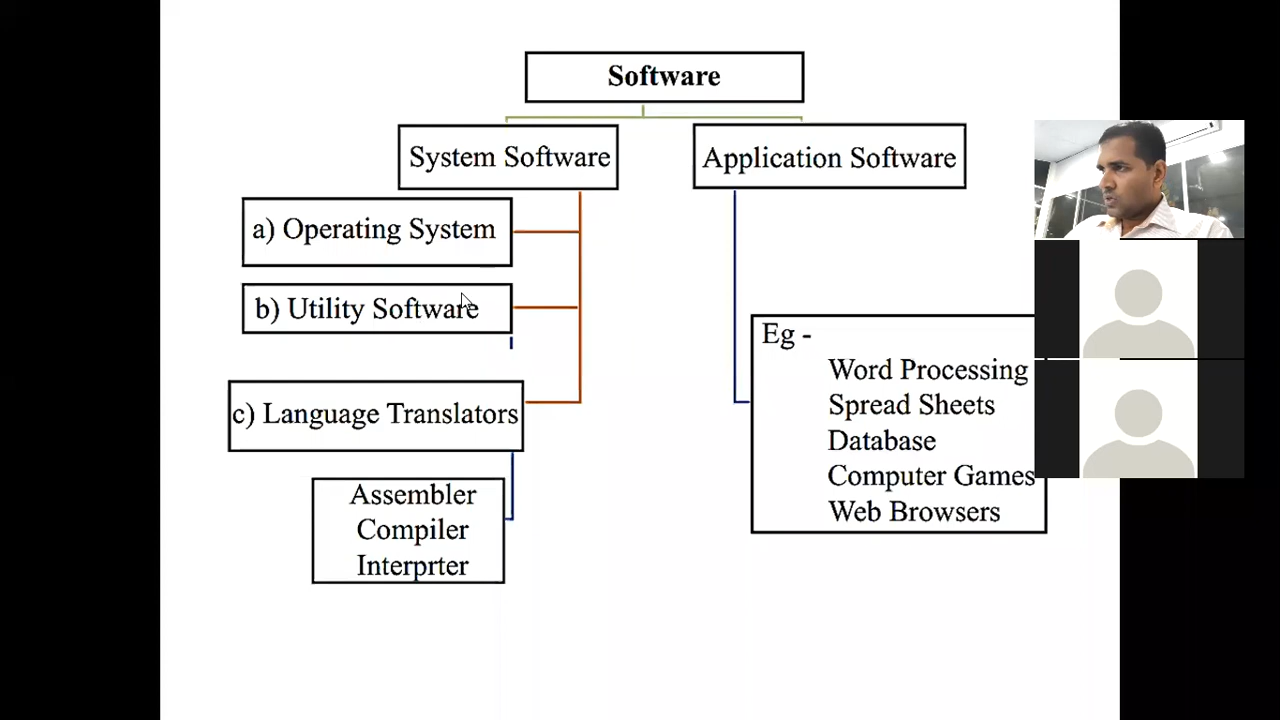 Software
System Software
Application Software
a) Operating System
b) Utility Software
c) Language Translators
Assembler
Compiler
Interprter
Eg -
Word Processing
Spread Sheets
Database
Computer Games
Web Browsers